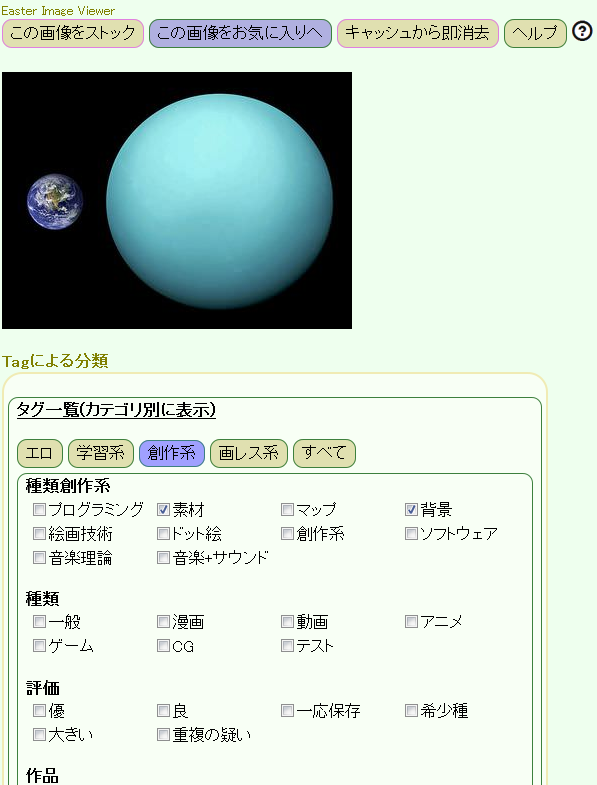 Easter Image Viewer
この画像をストック この画像をお気に入りへ キャッシュから即消去 ヘルプ ?
Tagによる分類
タグ一覧(カテゴリ別に表示)
エロ 学習系 創作系 画レス系 すべて
種類創作系
プログラミング 素材 マップ 背景
絵画技術 ドット絵 創作系 ソフトウェア
音楽理論 音楽+サウンド
種類
一般 漫画 動画 アニメ
ゲーム CG テスト
評価
優 良 一応保存 希少種
大きい 重複の疑い
作品